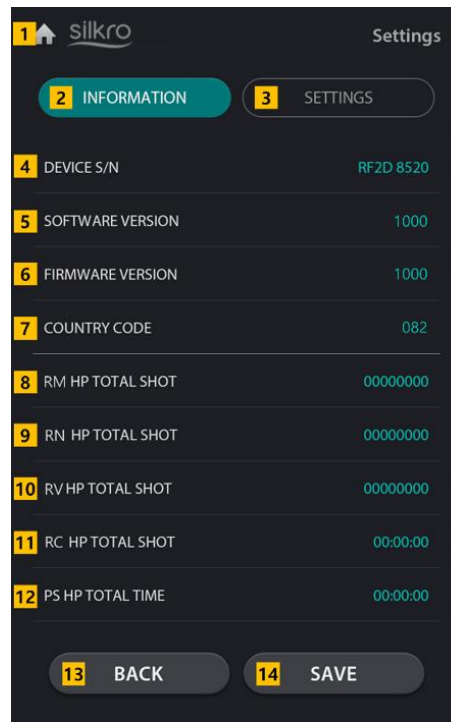 1 silkro Settings
2 INFORMATION 3 SETTINGS
4 DEVICE S/N RF2D 8520
5 SOFTWARE VERSION 1000
6 FIRMWARE VERSION 1000
7 COUNTRY CODE 082
8 RM HP TOTAL SHOT 00000000
9 RN HP TOTAL SHOT 00000000
10 RV HP TOTAL SHOT 00000000
11 RC HP TOTAL SHOT 00:00:00
12 PS HP TOTAL TIME 00:00:00
13 BACK 14 SAVE